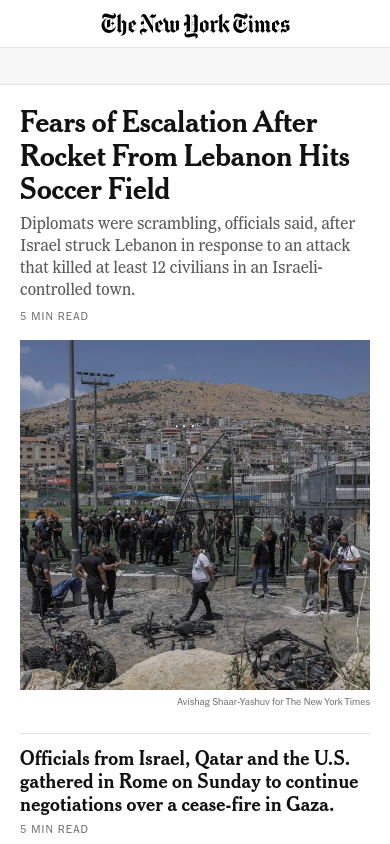 The New York Times
Fears of Escalation After
Rocket From Lebanon Hits
Soccer Field
Diplomats were scrambling, officials said, after
Israel struck Lebanon in response to an attack
that killed at least 12 civilians in an Israeli-
controlled town.
5 MIN READ
Avishag Shaar-Yashuv for The New York Times
Officials from Israel, Qatar and the U.S.
gathered in Rome on Sunday to continue
negotiations over a cease-fire in Gaza.
5 MIN READ